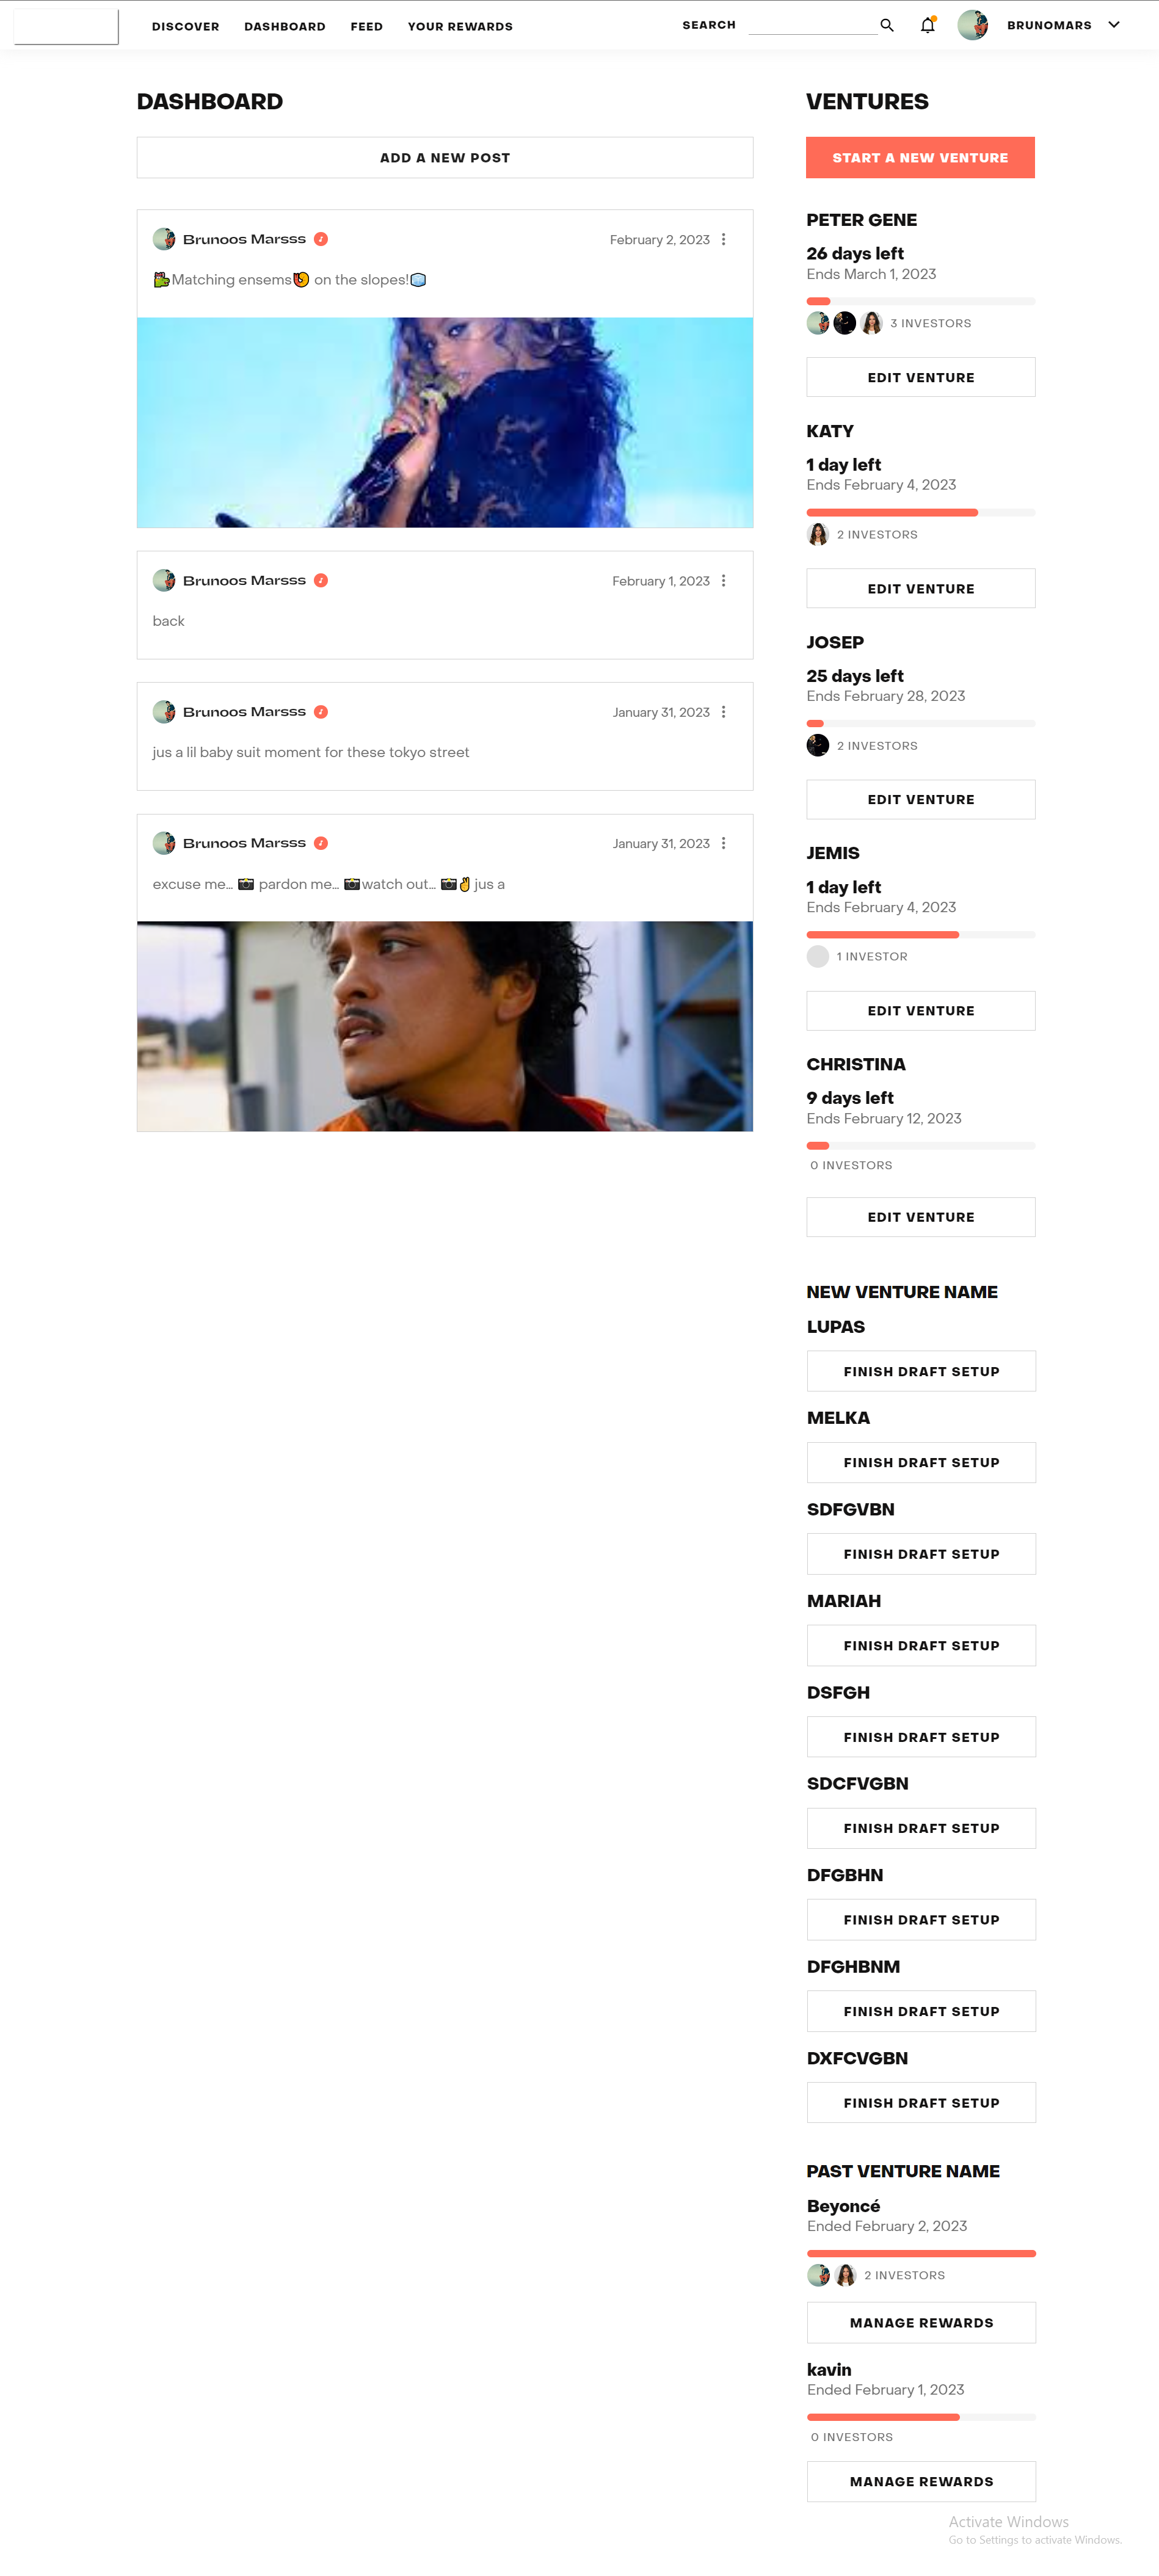 DISCOVER DASHBOARD FEED YOUR REWARDS SEARCH BRUNOMARS
DASHBOARD
ADD A NEW POST
Brunoos Marsss February 2, 2023
🤷Matching ensems on the slopes!🧊
Brunoos Marsss February 1, 2023
back
Brunoos Marsss January 31, 2023
jus a lil baby suit moment for these tokyo street
Brunoos Marsss January 31, 2023
excuse me... 📸 pardon me... 📸watch out... 📸✌jus a
VENTURES
START A NEW VENTURE
PETER GENE
26 days left
Ends March 1, 2023
3 INVESTORS
EDIT VENTURE
KATY
1 day left
Ends February 4, 2023
2 INVESTORS
EDIT VENTURE
JOSEP
25 days left
Ends February 28, 2023
2 INVESTORS
EDIT VENTURE
JEMIS
1 day left
Ends February 4, 2023
1 INVESTOR
EDIT VENTURE
CHRISTINA
9 days left
Ends February 12, 2023
0 INVESTORS
EDIT VENTURE
NEW VENTURE NAME
LUPAS
FINISH DRAFT SETUP
MELKA
FINISH DRAFT SETUP
SDFGVBN
FINISH DRAFT SETUP
MARIAH
FINISH DRAFT SETUP
DSFGH
FINISH DRAFT SETUP
SDCFVGBN
FINISH DRAFT SETUP
DFGBHN
FINISH DRAFT SETUP
DFGHBNM
FINISH DRAFT SETUP
DXFCVGBN
FINISH DRAFT SETUP
PAST VENTURE NAME
Beyoncé
Ended February 2, 2023
2 INVESTORS
MANAGE REWARDS
kavin
Ended February 1, 2023
0 INVESTORS
MANAGE REWARDS
Activate Windows
Go to Settings to activate Windows.